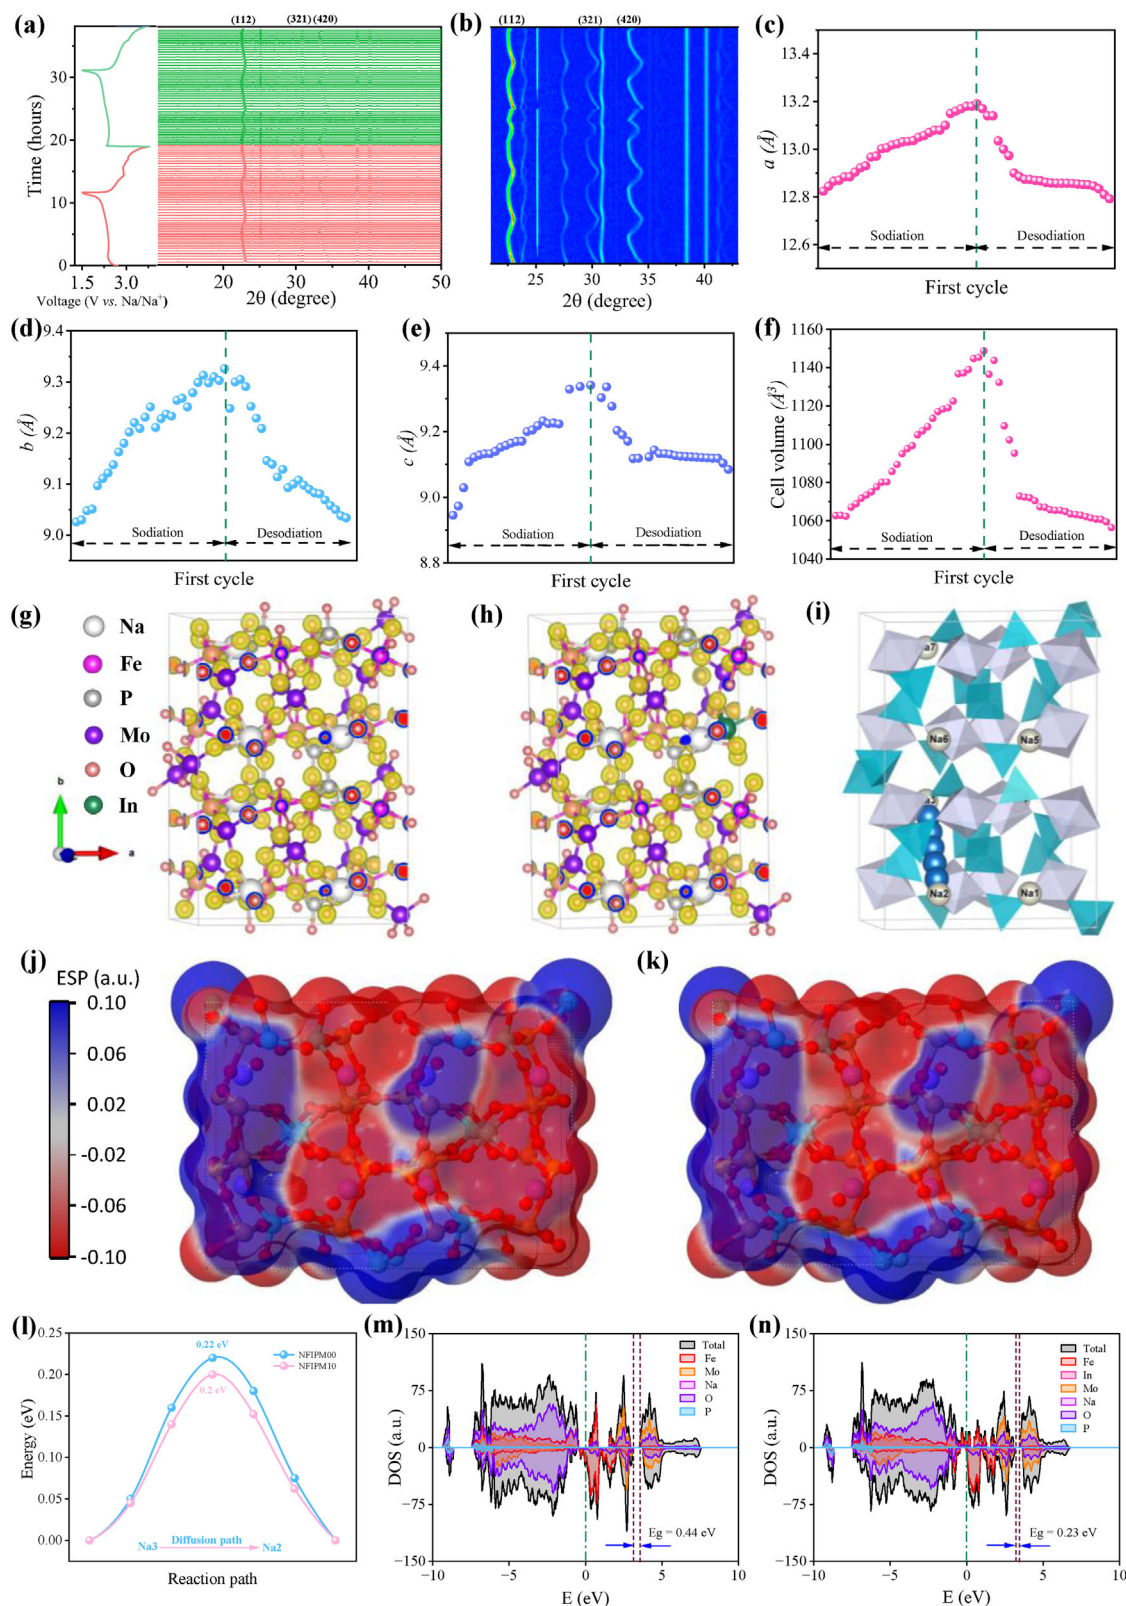 (a)
(112)
(321) (420)
30
20
10
0
Time (hours)
1.5
3.0
20
30
40
50
Voltage (V vs. Na/Na⁺)
2θ (degree)
(b)
(112)
(321)
(420)
25
30
35
40
2θ (degree)
(c)
13.4
13.2
13.0
12.8
12.6
a (Å)
Sodiation
Desodiation
First cycle
(d)
9.4
9.3
9.2
9.1
9.0
b (Å)
Sodiation
Desodiation
First cycle
(e)
9.4
9.2
9.0
8.8
c (Å)
Sodiation
Desodiation
First cycle
(f)
1160
1140
1120
1100
1080
1060
1040
Cell volume (Å³)
Sodiation
Desodiation
First cycle
(g)
Na
Fe
P
Mo
O
In
b
a
(h)
(i)
a7
Na6
Na5
a3
Na2
Na1
(j)
ESP (a.u.)
0.10
0.06
0.02
-0.02
-0.06
-0.10
(k)
(l)
0.25
0.20
0.15
0.10
0.05
0.00
Energy (eV)
0.22 eV
0.2 eV
NFIPM00
NFIPM10
Diffusion path
Na3
Na2
Reaction path
(m)
150
75
0
−75
−150
DOS (a.u.)
Total
Fe
Mo
Na
O
P
Eg = 0.44 eV
−10
−5
0
5
10
E (eV)
(n)
150
75
0
−75
−150
DOS (a.u.)
Total
Fe
In
Mo
Na
O
P
Eg = 0.23 eV
−10
−5
0
5
10
E (eV)